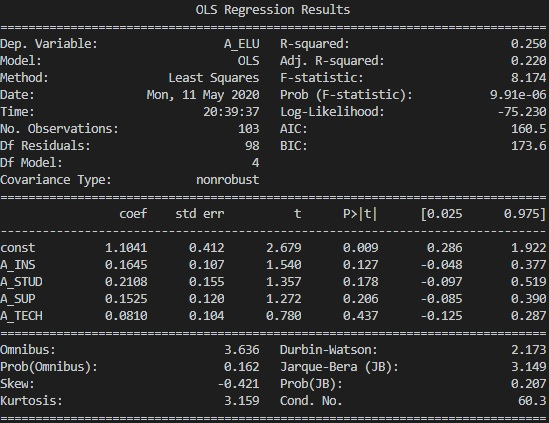 OLS Regression Results
==============================================================================
Dep. Variable: A_ELU R-squared: 0.250
Model: OLS Adj. R-squared: 0.220
Method: Least Squares F-statistic: 8.174
Date: Mon, 11 May 2020 Prob (F-statistic): 9.91e-06
Time: 20:39:37 Log-Likelihood: -75.230
No. Observations: 103 AIC: 160.5
Df Residuals: 98 BIC: 173.6
Df Model: 4
Covariance Type: nonrobust
==============================================================================
coef std err t P>|t| [0.025 0.975]
------------------------------------------------------------------------------
const 1.1041 0.412 2.679 0.009 0.286 1.922
A_INS 0.1645 0.107 1.540 0.127 -0.048 0.377
A_STUD 0.2108 0.155 1.357 0.178 -0.097 0.519
A_SUP 0.1525 0.120 1.272 0.206 -0.085 0.390
A_TECH 0.0810 0.104 0.780 0.437 -0.125 0.287
==============================================================================
Omnibus: 3.636 Durbin-Watson: 2.173
Prob(Omnibus): 0.162 Jarque-Bera (JB): 3.149
Skew: -0.421 Prob(JB): 0.207
Kurtosis: 3.159 Cond. No. 60.3
==============================================================================